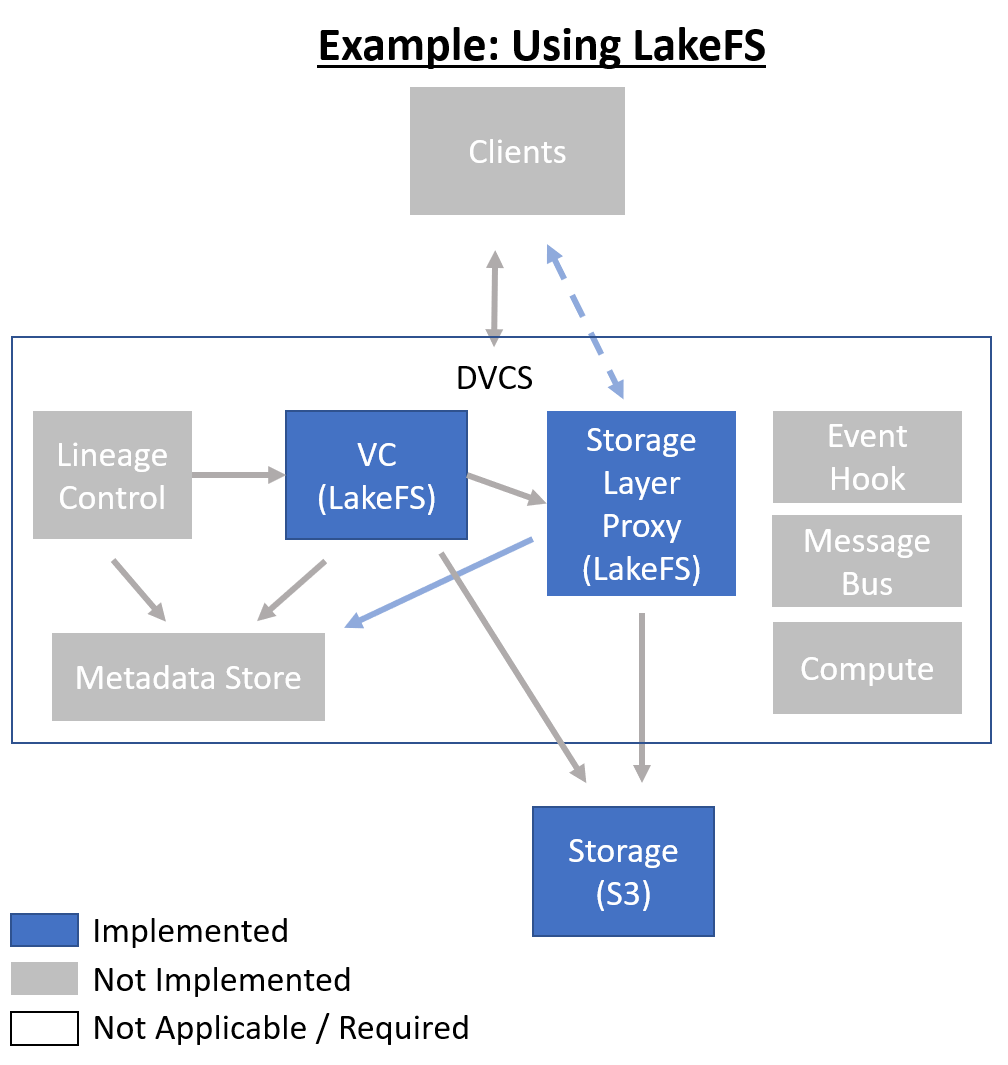 Example: Using LakeFS
Clients
DVCS
Lineage
Control
VC
(LakeFS)
Storage
Layer
Proxy
(LakeFS)
Event
Hook
Message
Bus
Metadata Store
Compute
Storage
(S3)
Implemented
Not Implemented
Not Applicable / Required